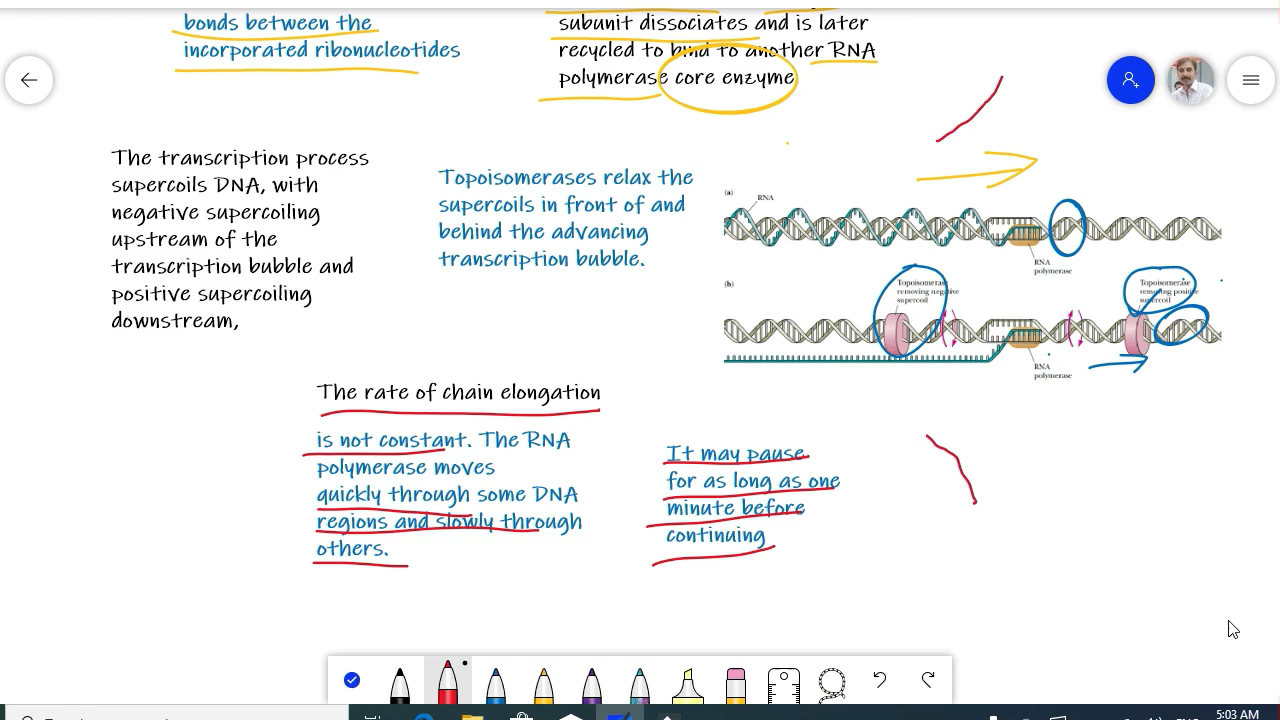 bonds between the
incorporated ribonucleotides
subunit dissociates and is later
recycled to bind to another RNA
polymerase core enzyme
The transcription process
supercoils DNA, with
negative supercoiling
upstream of the
transcription bubble and
positive supercoiling
downstream,
Topoisomerases relax the
supercoils in front of and
behind the advancing
transcription bubble.
(a)
RNA
RNA
polymerase
(b)
Topoisomerase
removing negative
supercoil
Topoisomerase
removing positive
supercoil
RNA
polymerase
The rate of chain elongation
is not constant. The RNA
polymerase moves
quickly through some DNA
regions and slowly through
others.
It may pause
for as long as one
minute before
continuing
5:03 AM